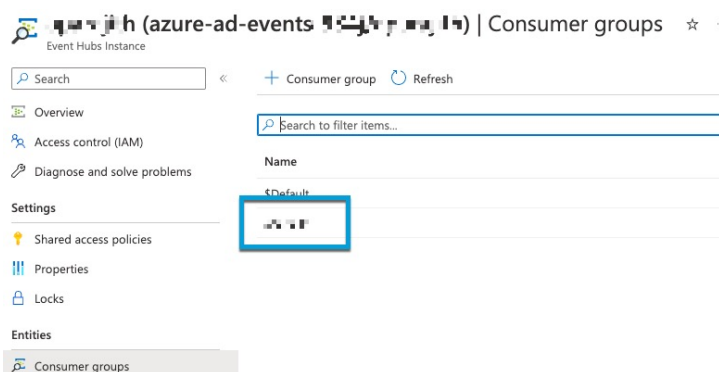 h (azure-ad-events ) | Consumer groups
Event Hubs Instance
Search
«
+ Consumer group Refresh
Overview
Search to filter items...
Access control (IAM)
Name
Diagnose and solve problems
$Default
Settings
Shared access policies
Properties
Locks
Entities
Consumer groups